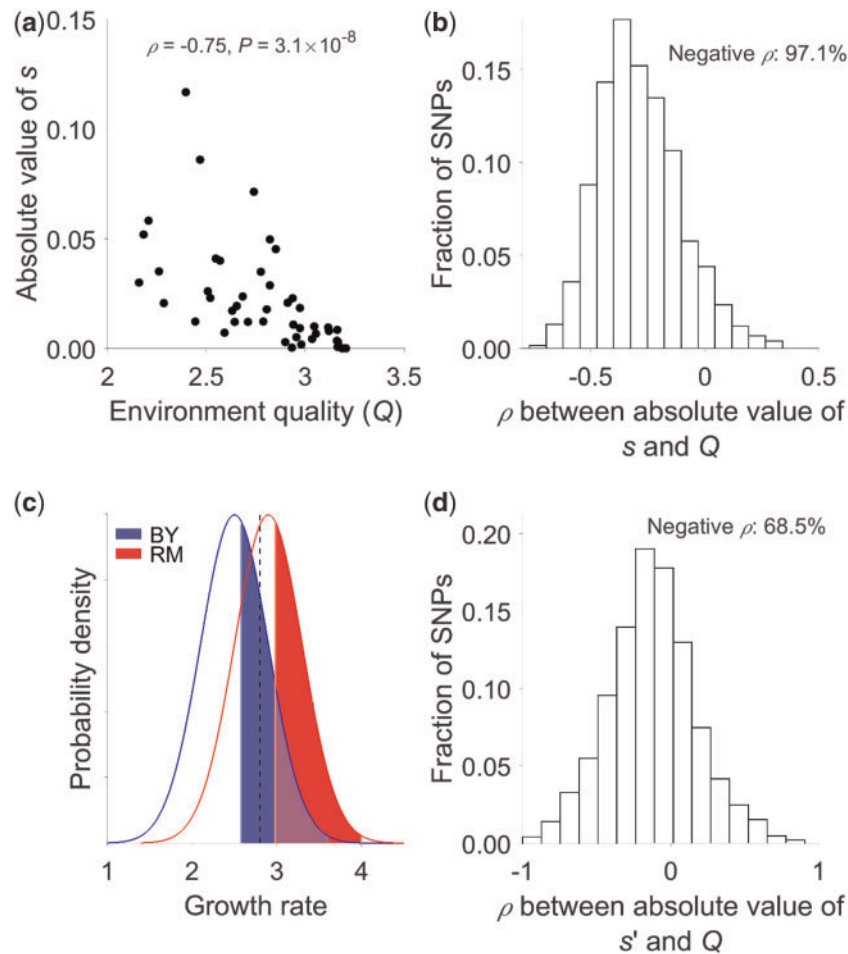 (a)
ρ = -0.75, P = 3.1×10⁻⁸
Absolute value of s
0.15
0.10
0.05
0.00
2 2.5 3 3.5
Environment quality (Q)
(b)
Negative ρ: 97.1%
Fraction of SNPs
0.15
0.10
0.05
0.00
-0.5 0 0.5
ρ between absolute value of
s and Q
(c)
BY
RM
Probability density
1 2 3 4
Growth rate
(d)
Negative ρ: 68.5%
Fraction of SNPs
0.20
0.15
0.10
0.05
0.00
-1 0 1
ρ between absolute value of
s' and Q